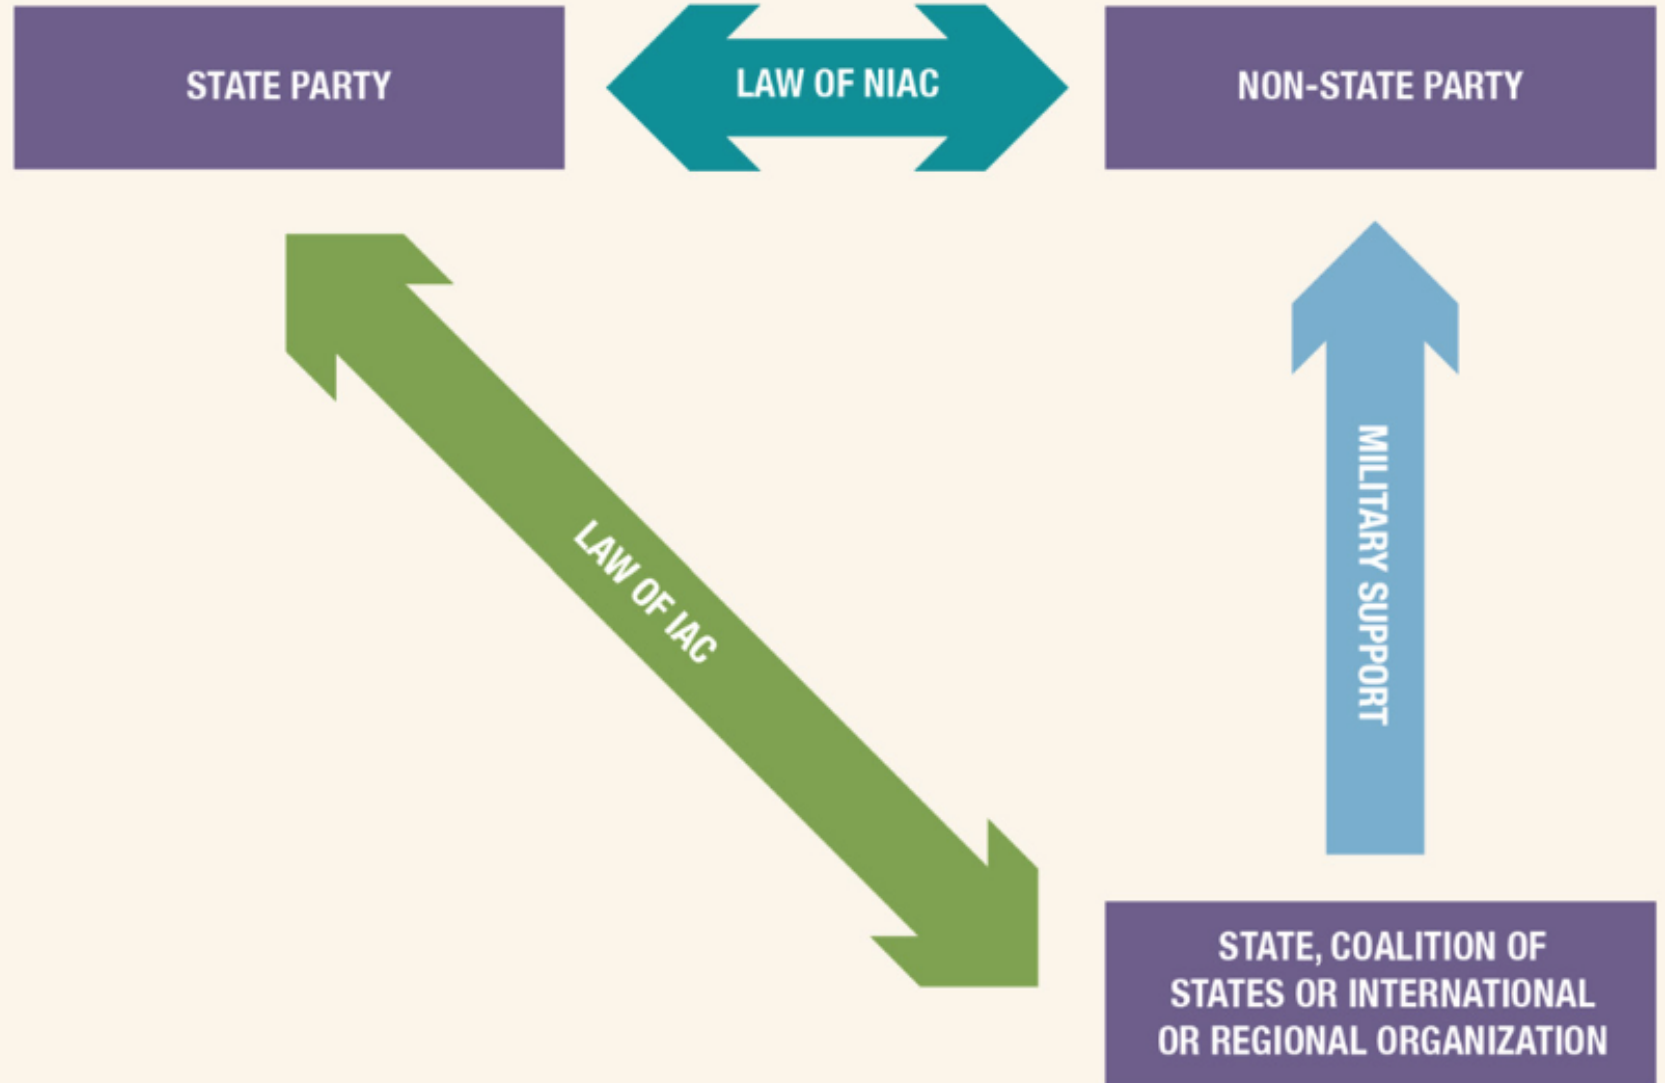 STATE PARTY
LAW OF NIAC
NON-STATE PARTY
LAW OF IAC
MILITARY SUPPORT
STATE, COALITION OF
STATES OR INTERNATIONAL
OR REGIONAL ORGANIZATION